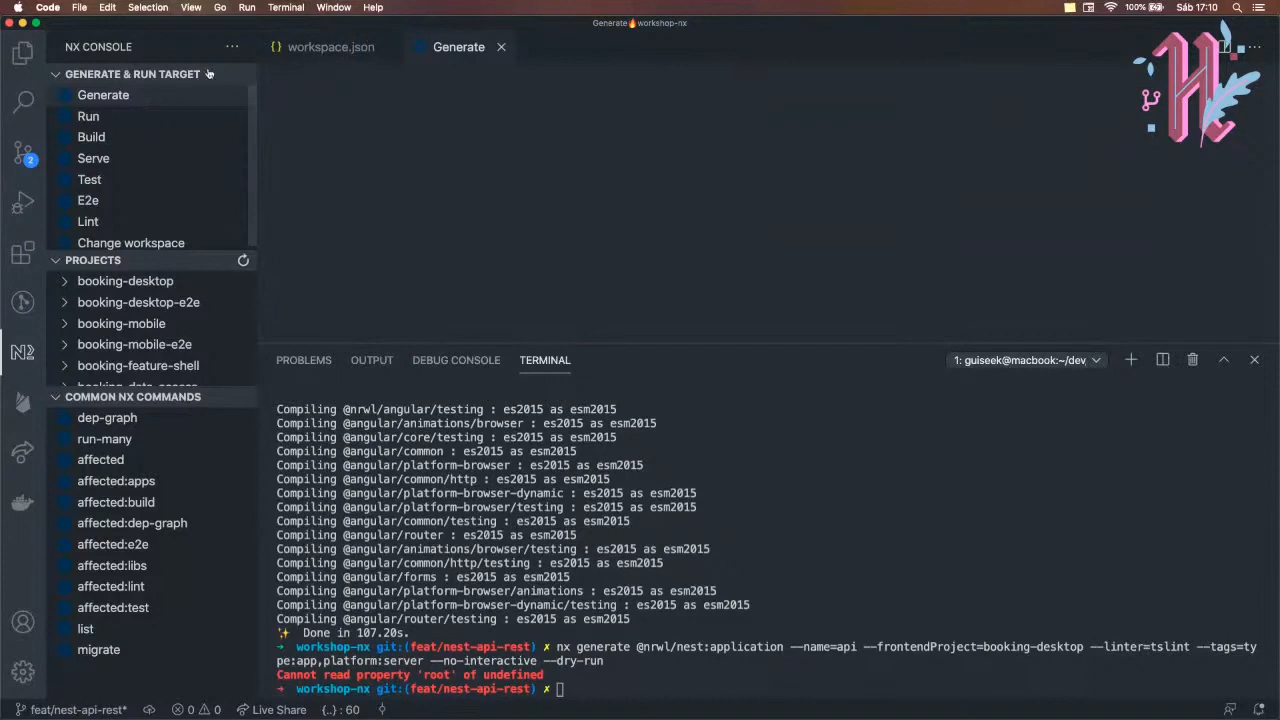 Code File Edit Selection View Go Run Terminal Window Help 100% Sáb 17:10
Generate🔥workshop-nx
NX CONSOLE ···
workspace.json
Generate
GENERATE & RUN TARGET
Generate
Run
Build
Serve
Test
E2e
Lint
Change workspace
PROJECTS
booking-desktop
booking-desktop-e2e
booking-mobile
booking-mobile-e2e
booking-feature-shell
booking-data-access
COMMON NX COMMANDS
dep-graph
run-many
affected
affected:apps
affected:build
affected:dep-graph
affected:e2e
affected:libs
affected:lint
affected:test
list
migrate
2
H
PROBLEMS OUTPUT DEBUG CONSOLE TERMINAL 1: guiseek@macbook:~/dev
Compiling @nrwl/angular/testing : es2015 as esm2015
Compiling @angular/animations/browser : es2015 as esm2015
Compiling @angular/core/testing : es2015 as esm2015
Compiling @angular/common : es2015 as esm2015
Compiling @angular/platform-browser : es2015 as esm2015
Compiling @angular/common/http : es2015 as esm2015
Compiling @angular/platform-browser-dynamic : es2015 as esm2015
Compiling @angular/platform-browser/testing : es2015 as esm2015
Compiling @angular/common/testing : es2015 as esm2015
Compiling @angular/router : es2015 as esm2015
Compiling @angular/animations/browser/testing : es2015 as esm2015
Compiling @angular/common/http/testing : es2015 as esm2015
Compiling @angular/forms : es2015 as esm2015
Compiling @angular/platform-browser/animations : es2015 as esm2015
Compiling @angular/platform-browser-dynamic/testing : es2015 as esm2015
Compiling @angular/router/testing : es2015 as esm2015
✨ Done in 107.20s.
➜ workshop-nx git:(feat/nest-api-rest) ✗ nx generate @nrwl/nest:application --name=api --frontendProject=booking-desktop --linter=tslint --tags=ty
pe:app,platform:server --no-interactive --dry-run
Cannot read property 'root' of undefined
➜ workshop-nx git:(feat/nest-api-rest) ✗
feat/nest-api-rest* 0 0 Live Share {..} : 60